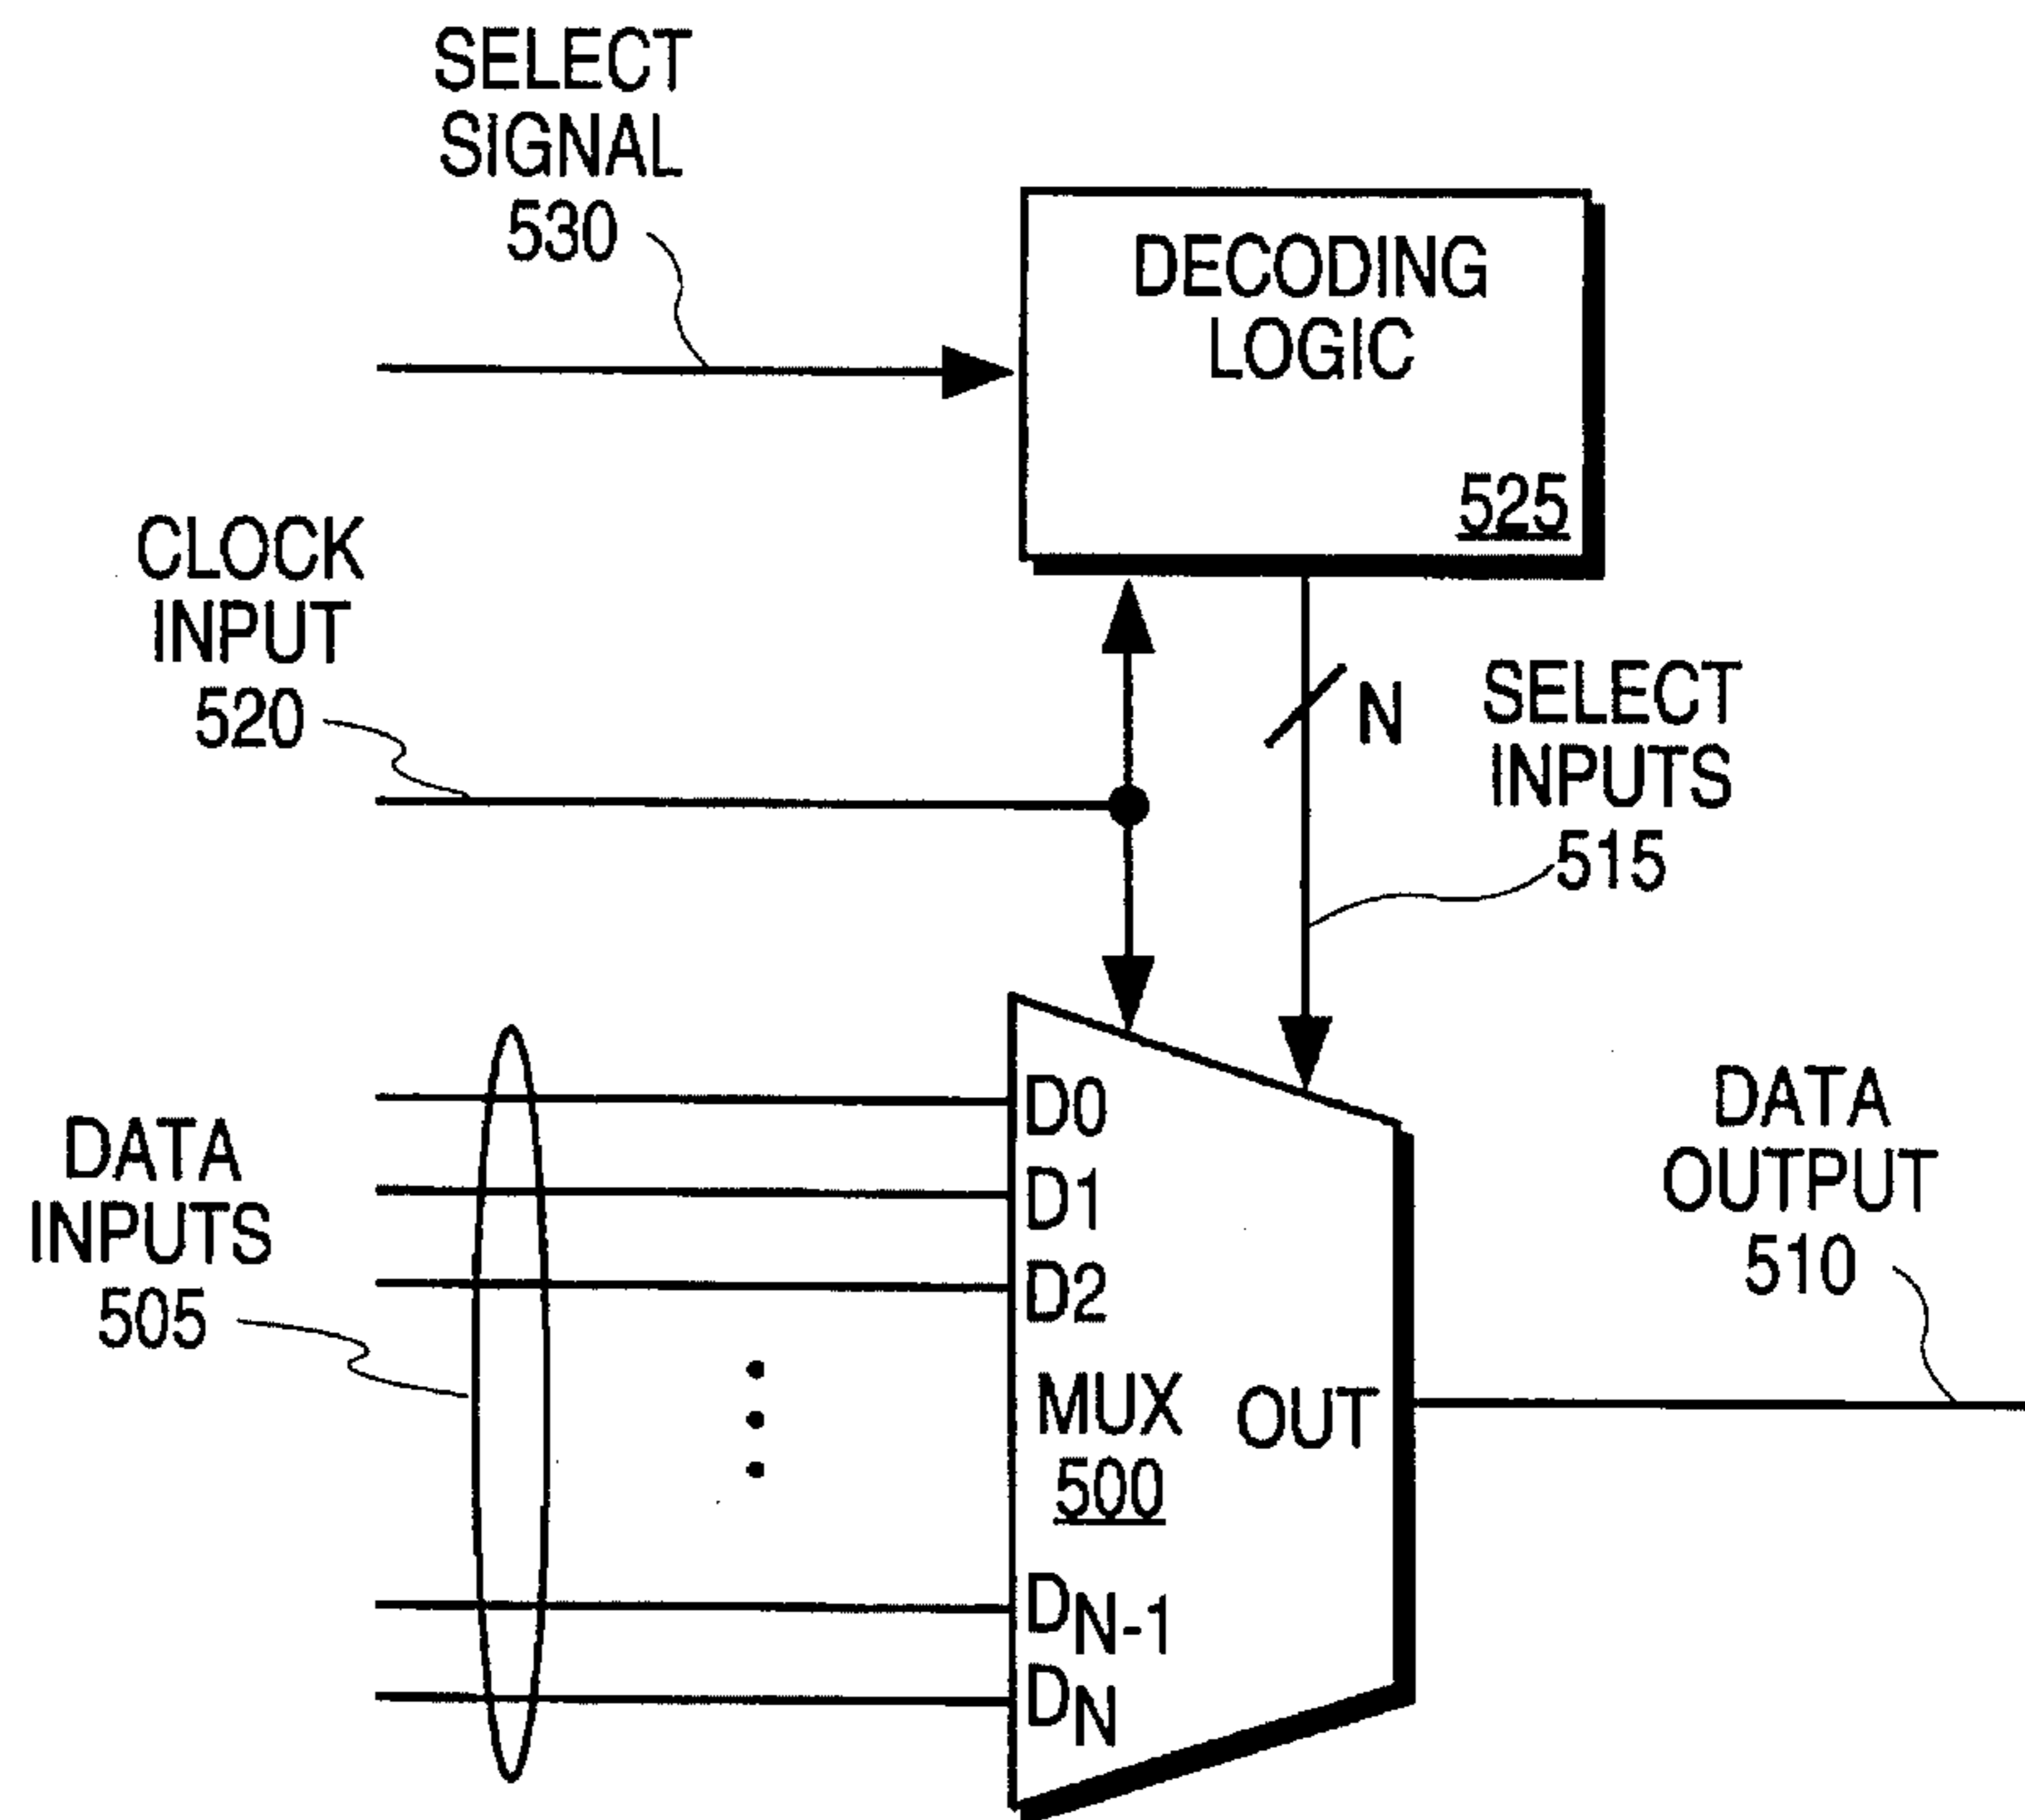 SELECT
SIGNAL
530
DECODING
LOGIC
525
CLOCK
INPUT
520
N
SELECT
INPUTS
515
DATA
INPUTS
505
D0
D1
D2
MUX
500
OUT
DN-1
DN
DATA
OUTPUT
510